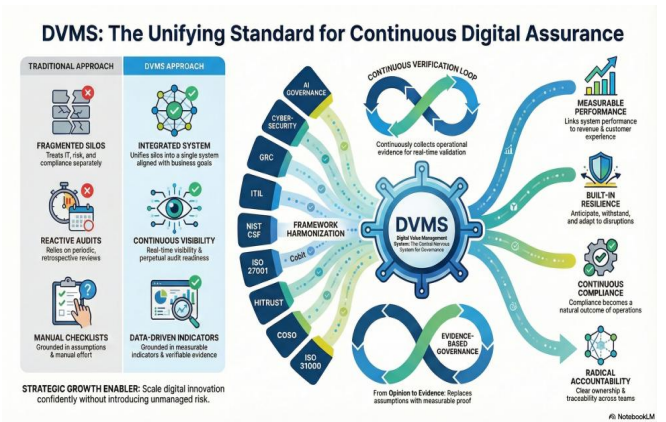 DVMS: The Unifying Standard for Continuous Digital Assurance
TRADITIONAL APPROACH
FRAGMENTED SILOS
Treats IT, risk, and
compliance separately
REACTIVE AUDITS
Relies on periodic,
retrospective reviews
MANUAL CHECKLISTS
Grounded in assumptions
& manual effort
DVMS APPROACH
INTEGRATED SYSTEM
Unifies silos into a single system
aligned with business goals
CONTINUOUS VISIBILITY
Real-time visibility &
perpetual audit readiness
DATA-DRIVEN INDICATORS
Grounded in measurable
indicators & verifiable evidence
STRATEGIC GROWTH ENABLER: Scale digital innovation
confidently without introducing unmanaged risk.
AI
GOVERNANCE
CYBER-
SECURITY
GRC
ITIL
NIST
CSF
ISO
27001
HITRUST
COSO
ISO
31000
FRAMEWORK
HARMONIZATION
Cobit
CONTINUOUS VERIFICATION LOOP
Continuously collects operational
evidence for real-time validation
DVMS
Digital Value Management
System: The Central Nervous
System for Governance
EVIDENCE-
BASED
GOVERNANCE
From Opinion to Evidence: Replaces
assumptions with measurable proof
MEASURABLE
PERFORMANCE
Links system performance
to revenue & customer
experience
BUILT-IN
RESILIENCE
Anticipate, withstand,
and adapt to disruptions
CONTINUOUS
COMPLIANCE
Compliance becomes a
natural outcome of operations
RADICAL
ACCOUNTABILITY
Clear ownership &
traceability across teams
NotebookLM